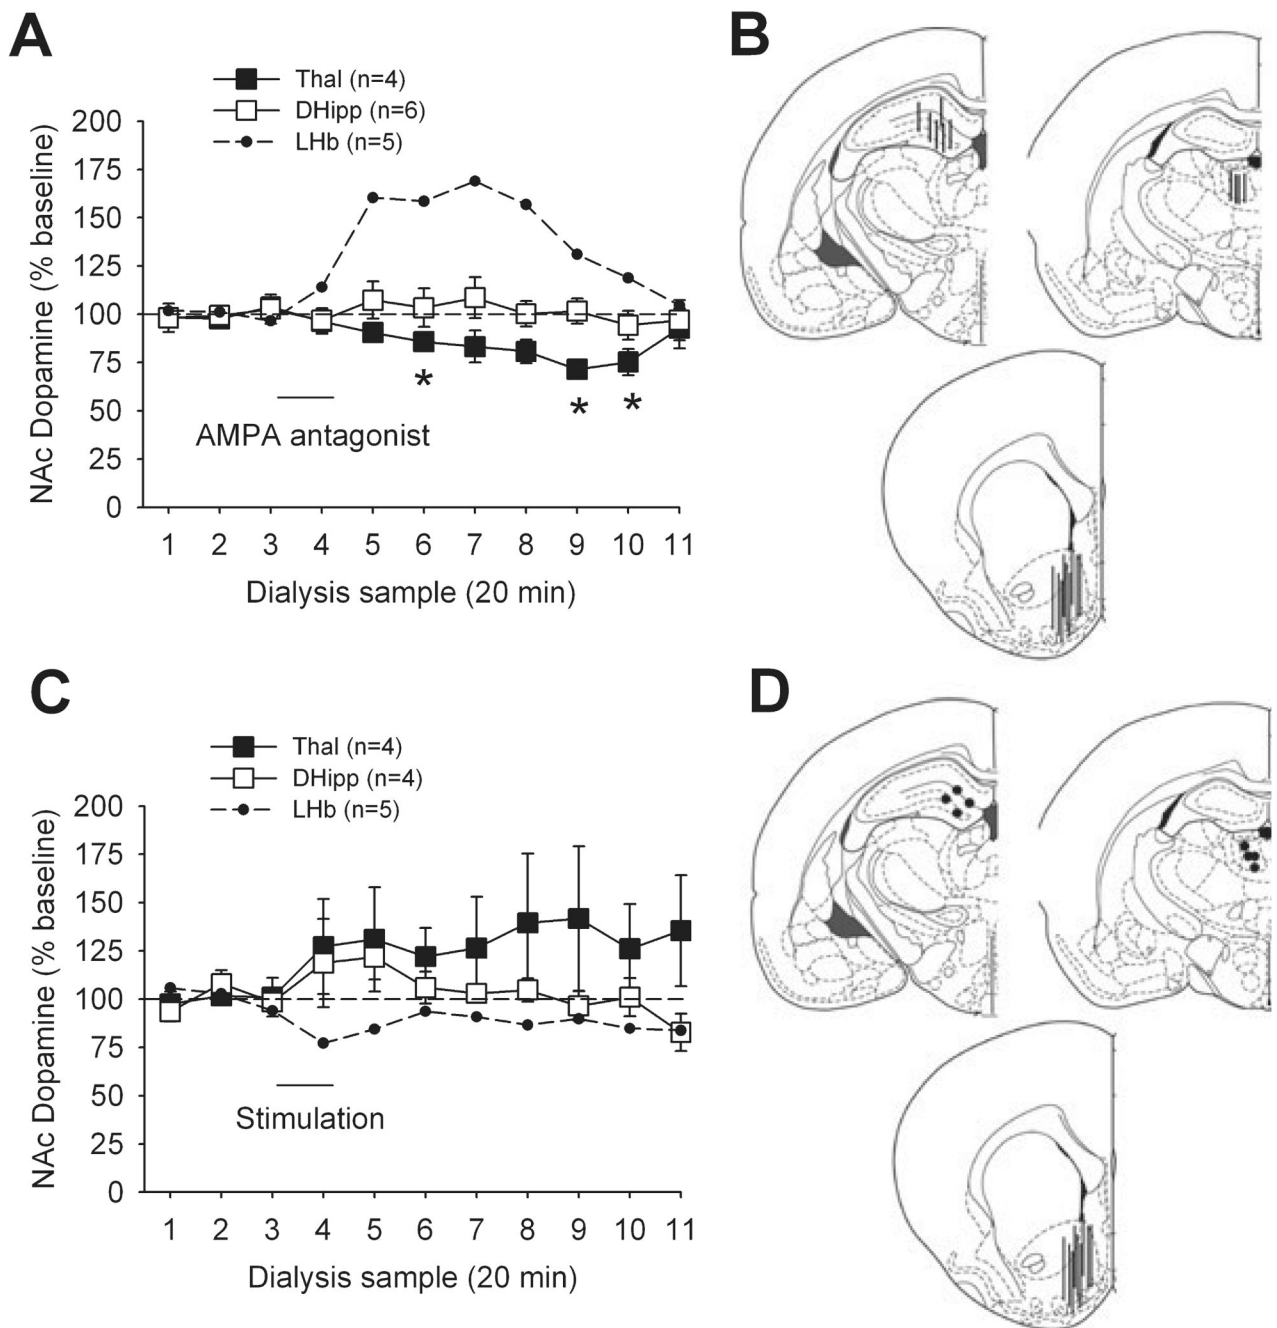 A
Thal (n=4)
DHipp (n=6)
LHb (n=5)
NAc Dopamine (% baseline)
200
175
150
125
100
75
50
25
0
*
*
*
AMPA antagonist
1 2 3 4 5 6 7 8 9 10 11
Dialysis sample (20 min)
B
C
Thal (n=4)
DHipp (n=4)
LHb (n=5)
NAc Dopamine (% baseline)
200
175
150
125
100
75
50
25
0
Stimulation
1 2 3 4 5 6 7 8 9 10 11
Dialysis sample (20 min)
D